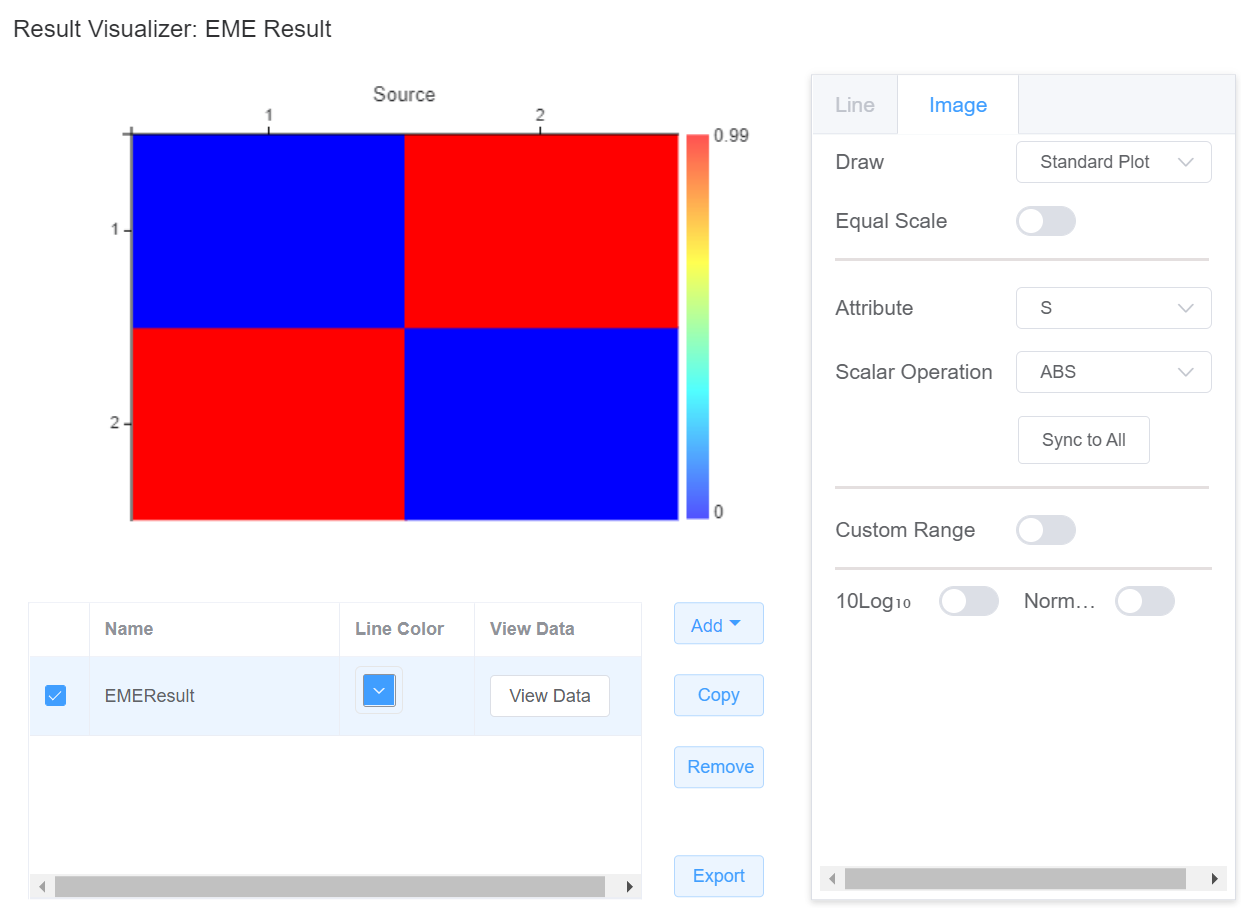 Result Visualizer: EME Result
Source
1
2
0.99
1
2
0
Line
Image
Draw
Standard Plot
Equal Scale
Attribute
S
Scalar Operation
ABS
Sync to All
Custom Range
10Log₁₀
Norm...
Name
Line Color
View Data
EMEResult
View Data
Add
Copy
Remove
Export